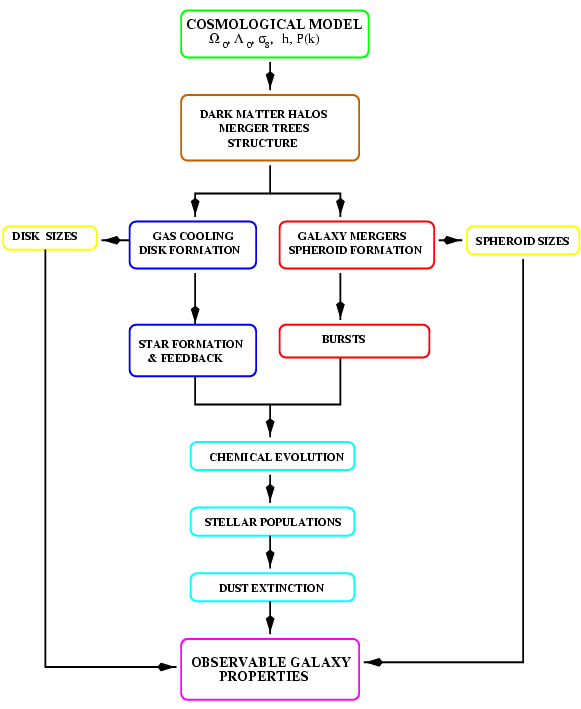 COSMOLOGICAL MODEL
Ω₀, Λ₀, σ₈, h, P(k)
DARK MATTER HALOS
MERGER TREES
STRUCTURE
DISK SIZES
GAS COOLING
DISK FORMATION
GALAXY MERGERS
SPHEROID FORMATION
SPHEROID SIZES
STAR FORMATION
& FEEDBACK
BURSTS
CHEMICAL EVOLUTION
STELLAR POPULATIONS
DUST EXTINCTION
OBSERVABLE GALAXY
PROPERTIES